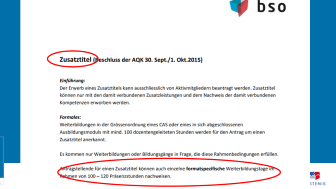 bso
Zusatztitel (Beschluss der AQK 30. Sept./1. Okt.2015)
Einführung:
Der Erwerb eines Zusatztitels kann ausschliesslich von Aktivmitgliedern beantragt werden. Zusatztitel
können nur mit den damit verbundenen Zusatzleistungen und dem Nachweis der damit verbundenen
Kompetenzen erworben werden.
Formales:
Weiterbildungen in der Grössenordnung eines CAS oder eines in sich abgeschlossenen
Ausbildungsmoduls mit mind. 100 dozentengeleiteten Stunden werden für den Antrag um einen
Zusatztitel anerkannt.
Es kommen nur Weiterbildungen oder Bildungsgänge in Frage, die diese Rahmenbedingungen erfüllen.
Antragstellende für einen Zusatztitel können auch einzelne formatspezifische Weiterbildungstage im
Rahmen von 100 – 120 Präsenzstunden nachweisen.
STEMIS